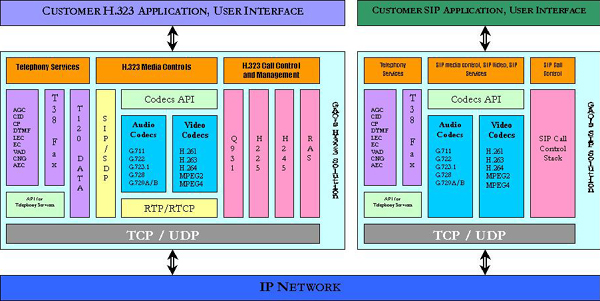 CUSTOMER H.323 APPLICATION, USER INTERFACE
Telephony Services
H.323 Media Controls
H.323 Call Control
and Management
AGC
CID
CP
DTMF
LEC
EC
VAD
CNG
AEC
T38 Fax
T120 DATA
SIP/SDP
Codecs API
Audio
Codecs
G.711
G.722
G.723.1
G.728
G.729A/B
Video
Codecs
H.261
H.263
H.264
MPEG2
MPEG4
Q931
H225
H245
RAS
API for
Telephony Services
RTP/RTCP
TCP / UDP
H323 SOLUTION
CUSTOMER SIP APPLICATION, USER INTERFACE
Telephony
Services
SIP media control, SIP Video, SIP
Services
SIP Call
Control
AGC
CID
CP
DTMF
LEC
EC
VAD
CNG
AEC
T38 Fax
Codecs API
Audio
Codecs
G.711
G.722
G.723.1
G.728
G.729A/B
Video
Codecs
H.261
H.263
H.264
MPEG2
MPEG4
SIP Call
Control
Stack
API for
Telephony Services
TCP / UDP
SIP SOLUTION
IP NETWORK